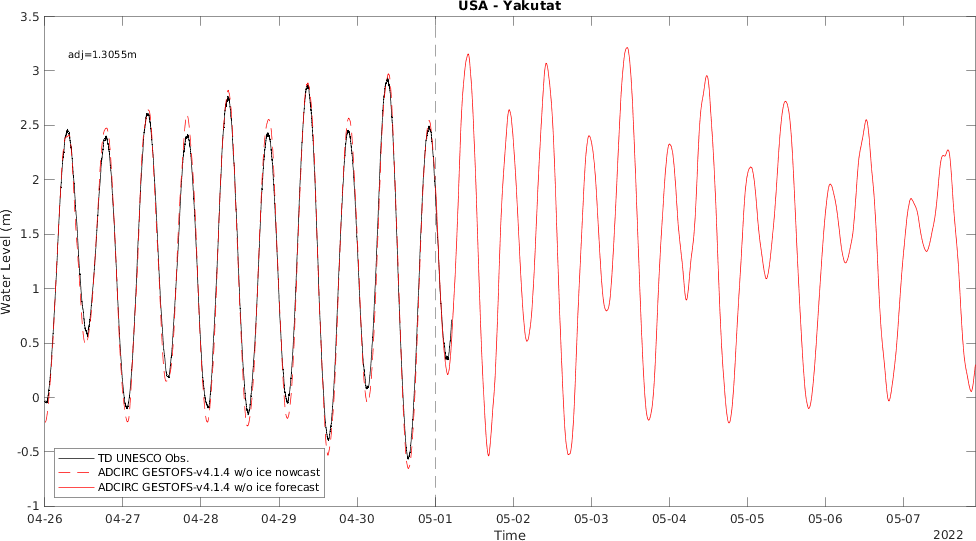 USA - Yakutat
3.5
adj=1.3055m
3
2.5
2
1.5
1
0.5
0
-0.5
-1
Water Level (m)
TD UNESCO Obs.
ADCIRC GESTOFS-v4.1.4 w/o ice nowcast
ADCIRC GESTOFS-v4.1.4 w/o ice forecast
04-26 04-27 04-28 04-29 04-30 05-01 05-02 05-03 05-04 05-05 05-06 05-07
Time
2022